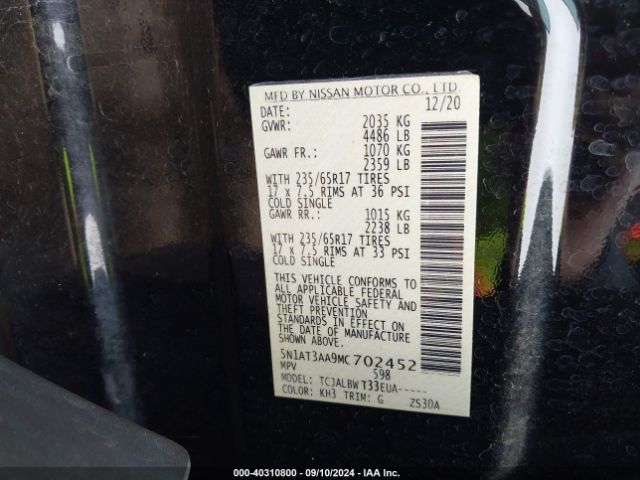 MFD BY NISSAN MOTOR CO., LTD.
DATE: 12/20
GVWR: 2035 KG
4486 LB
GAWR FR.: 1070 KG
2359 LB
WITH 235/65R17 TIRES
17 x 7.5 RIMS AT 36 PSI
COLD SINGLE
GAWR RR.: 1015 KG
2238 LB
WITH 235/65R17 TIRES
17 x 7.5 RIMS AT 33 PSI
COLD SINGLE
THIS VEHICLE CONFORMS TO
ALL APPLICABLE FEDERAL
MOTOR VEHICLE SAFETY AND
THEFT PREVENTION
STANDARDS IN EFFECT ON
THE DATE OF MANUFACTURE
SHOWN ABOVE.
5N1AT3AA9MC702452
MPV 598
MODEL: TCJALBW T33EUA-----
COLOR: KH3 TRIM: G ZS30A
000-40310800 - 09/10/2024 - IAA Inc.